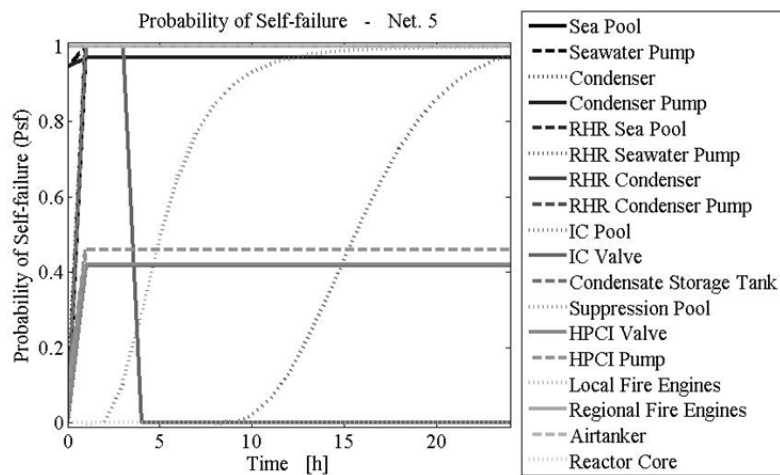 Probability of Self-failure - Net. 5
Probability of Self-failure (Psf)
1
0.8
0.6
0.4
0.2
0
0
5
10
15
20
Time [h]
Sea Pool
Seawater Pump
Condenser
Condenser Pump
RHR Sea Pool
RHR Seawater Pump
RHR Condenser
RHR Condenser Pump
IC Pool
IC Valve
Condensate Storage Tank
Suppression Pool
HPCI Valve
HPCI Pump
Local Fire Engines
Regional Fire Engines
Airtanker
Reactor Core